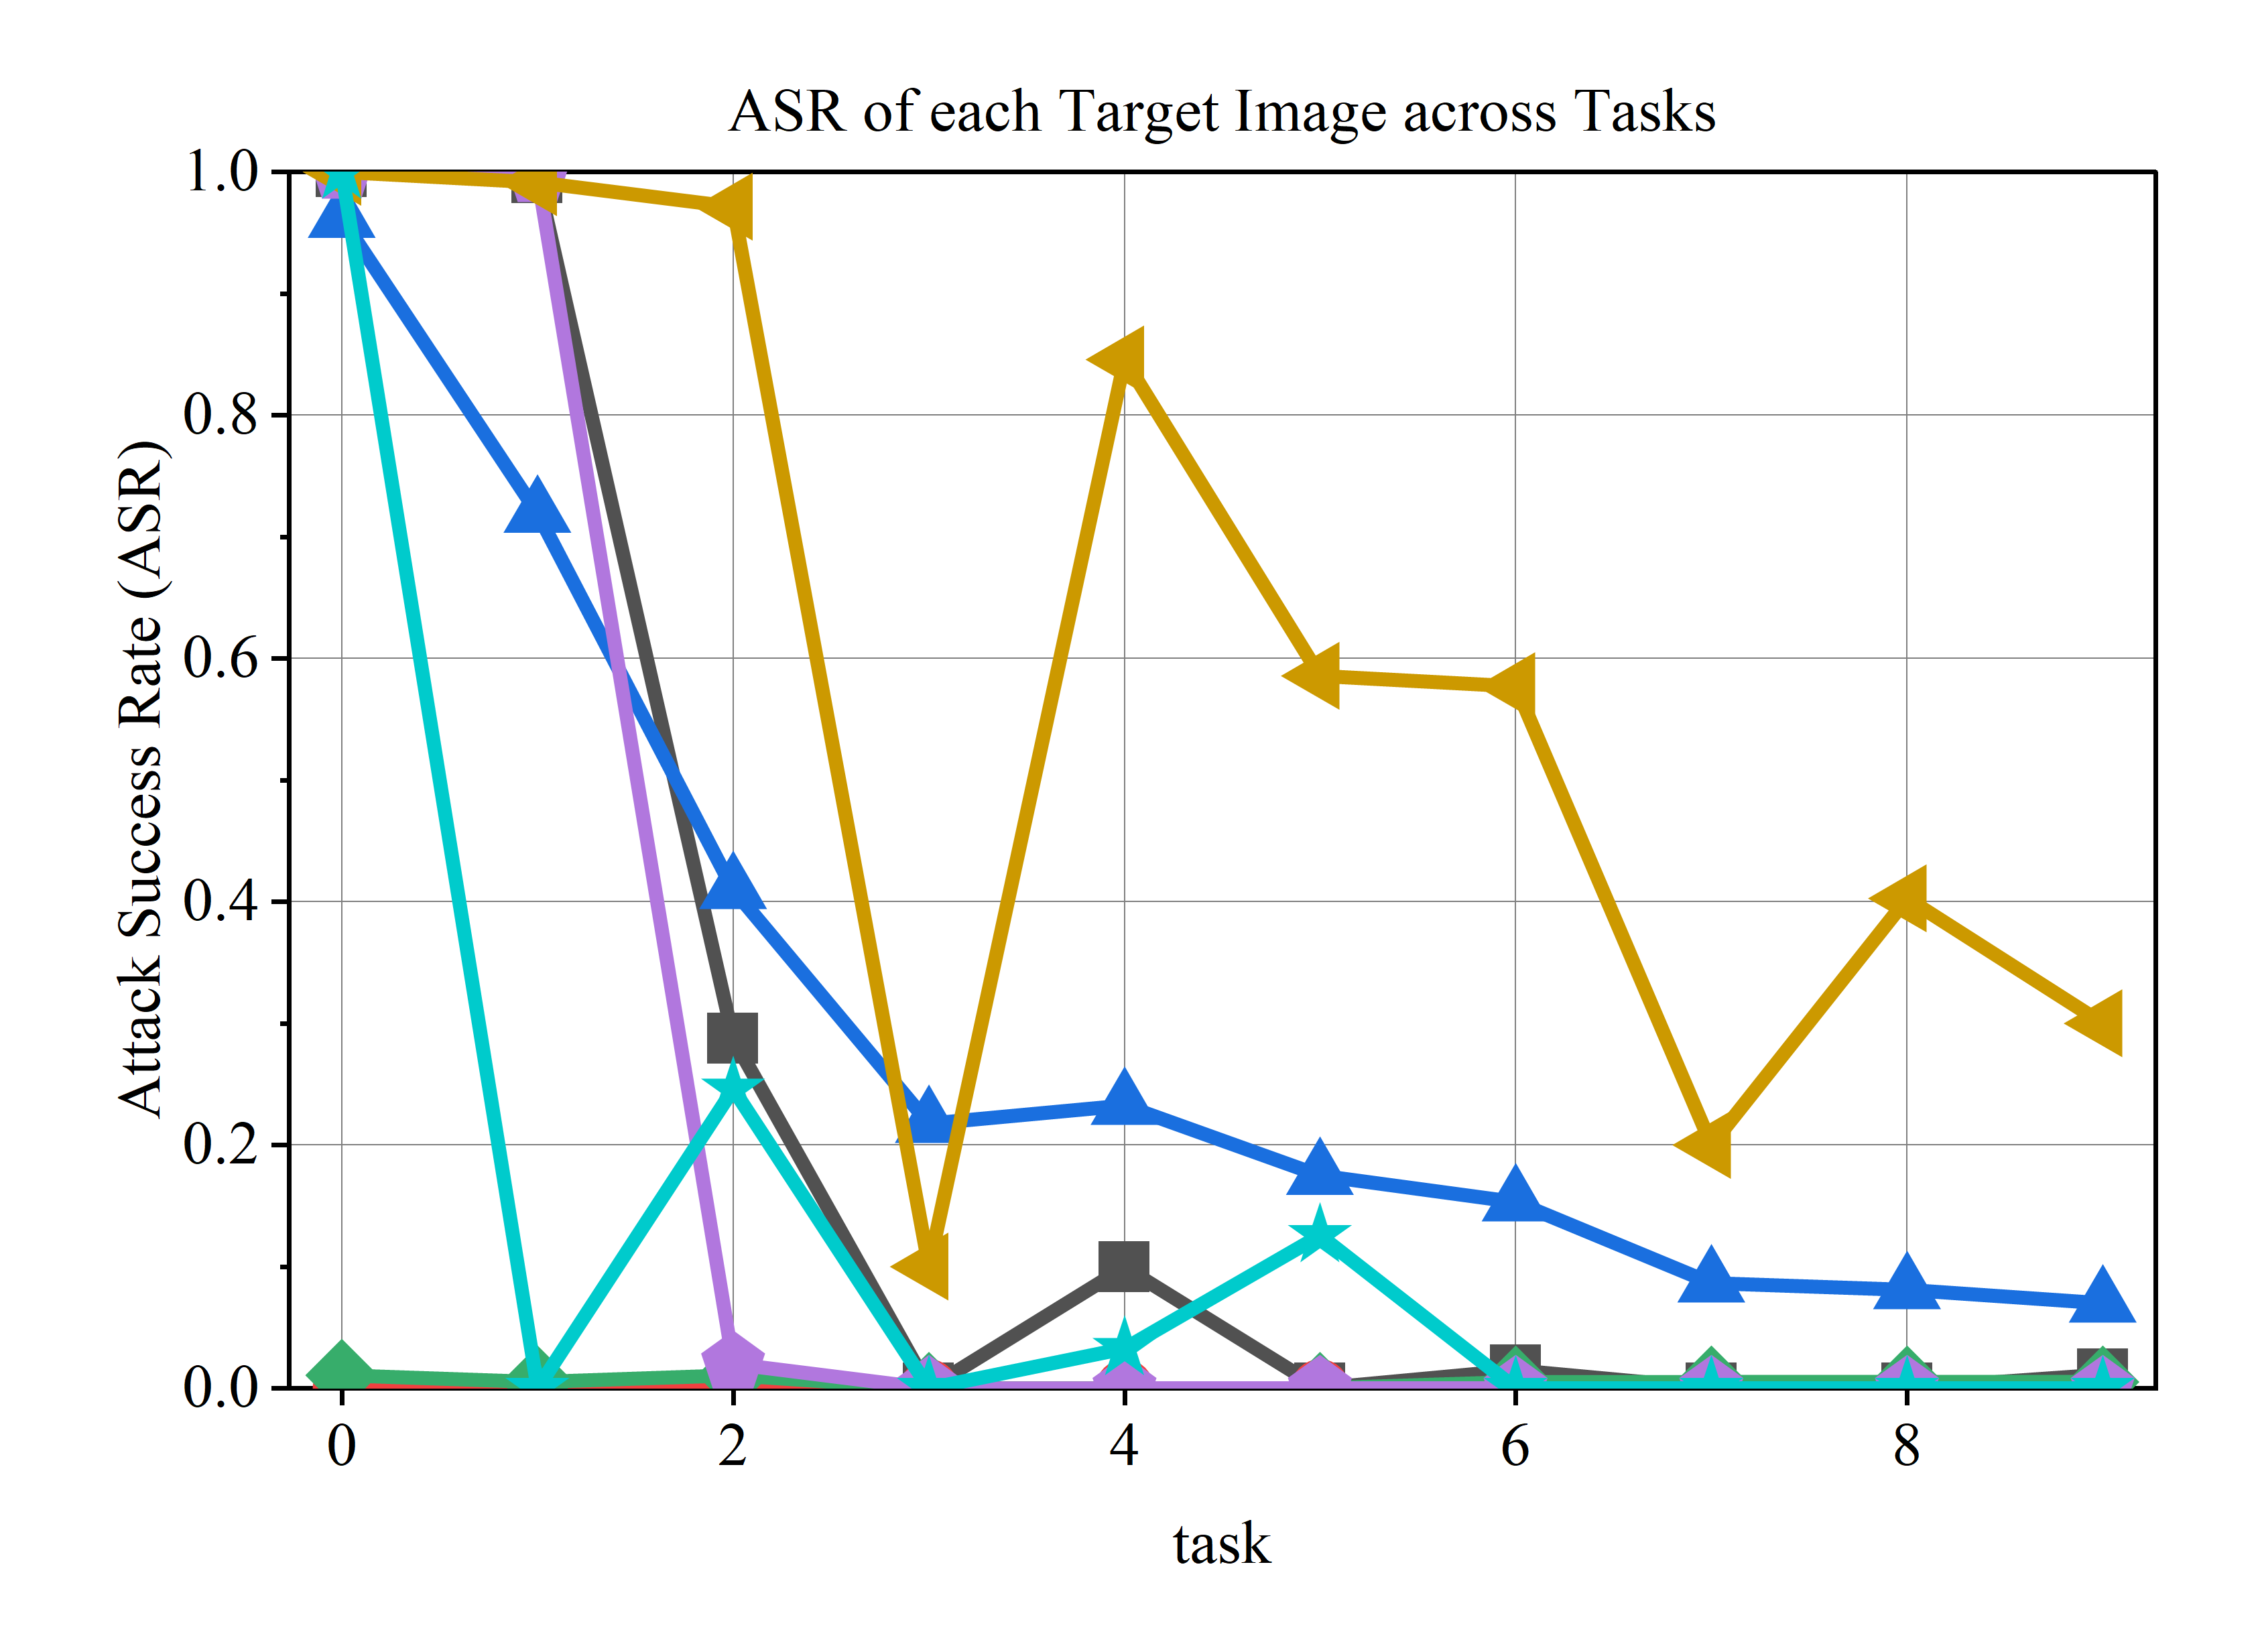 ASR of each Target Image across Tasks
1.0
0.8
0.6
0.4
0.2
0.0
Attack Success Rate (ASR)
0 2 4 6 8
task